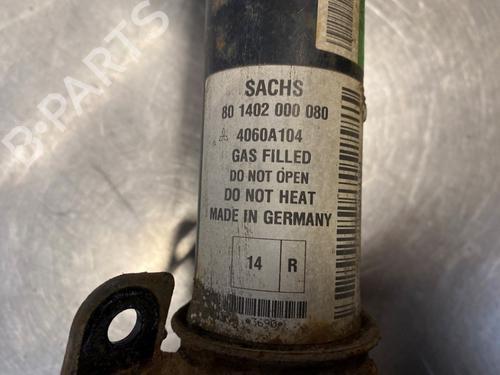 B-PARTS
SACHS
80 1402 000 080
4060A104
GAS FILLED
DO NOT OPEN
DO NOT HEAT
MADE IN GERMANY
14 R
*3690*